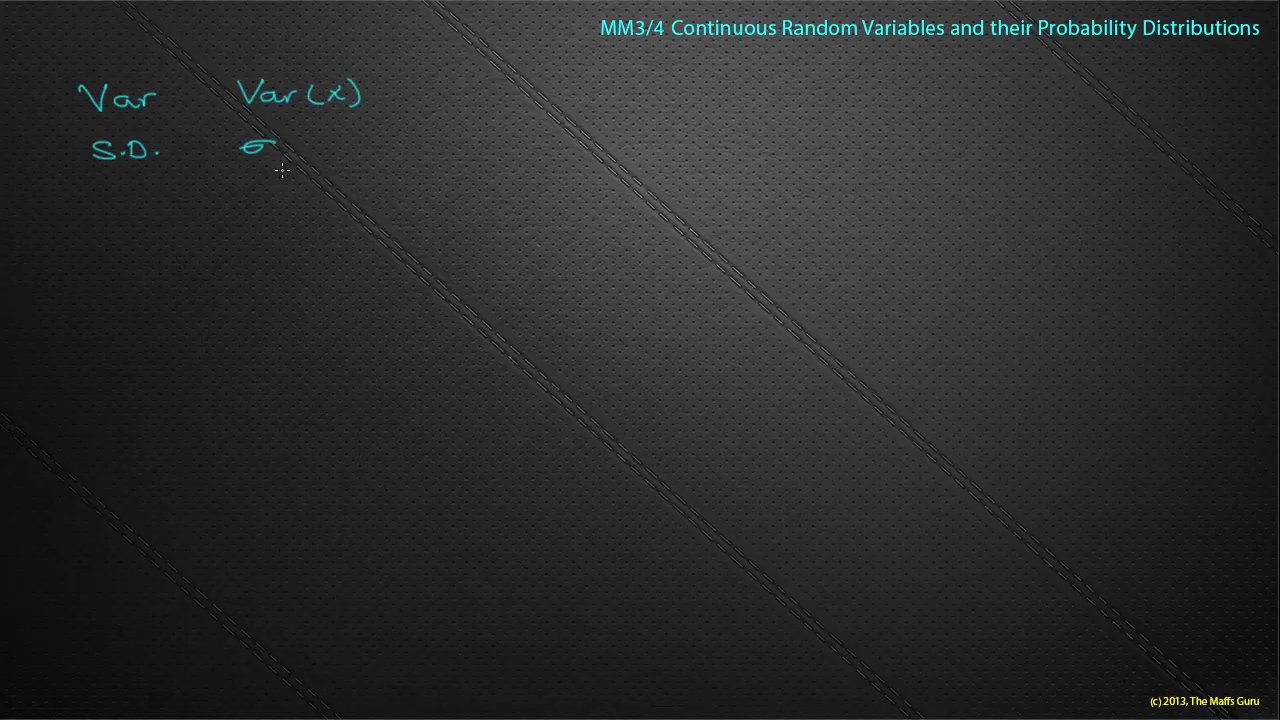 MM3/4 Continuous Random Variables and their Probability Distributions
Var Var(x)
S.D. σ
(c) 2013, The Maffs Guru